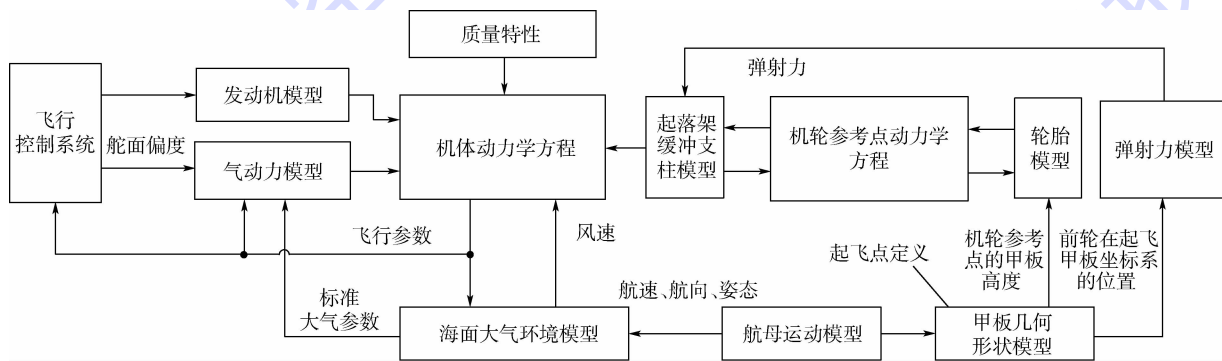 质量特性
飞行
控制系统
发动机模型
舵面偏度
气动力模型
机体动力学方程
起落架
缓冲支
柱模型
弹射力
机轮参考点动力学
方程
轮胎
模型
弹射力模型
飞行参数
风速
标准
大气参数
海面大气环境模型
航速、航向、姿态
航母运动模型
起飞点定义
机轮参考
点的甲板
高度
前轮在起飞
甲板坐标系
的位置
甲板几何
形状模型